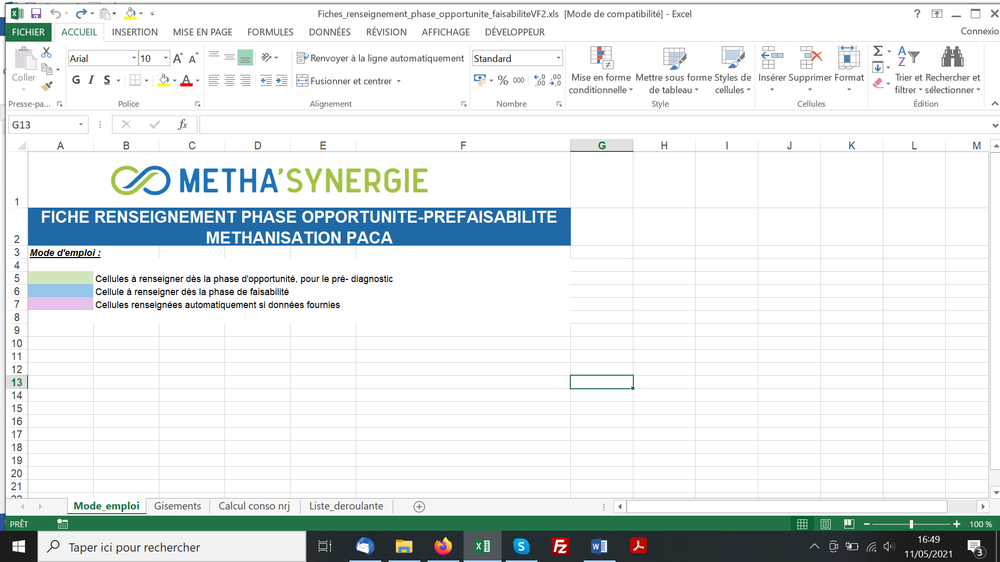 Fiches_renseignement_phase_opportunite_faisabiliteVF2.xls [Mode de compatibilité] - Excel
?
FICHIER ACCUEIL INSERTION MISE EN PAGE FORMULES DONNÉES RÉVISION AFFICHAGE DÉVELOPPEUR Connexio
Arial 10 Renvoyer à la ligne automatiquement Standard
Coller
G I S Fusionner et centrer % 000
Mise en forme conditionnelle
Mettre sous forme de tableau
Styles de cellules
Insérer Supprimer Format
Trier et filtrer
Rechercher et sélectionner
Presse-pa... Police Alignement Nombre Style Cellules Édition
G13 fx
A B C D E F G H I J K L M
METHA'SYNERGIE
1
FICHE RENSEIGNEMENT PHASE OPPORTUNITE-PREFAISABILITE
METHANISATION PACA
2
3 Mode d'emploi :
4
5 Cellules à renseigner dès la phase d'opportunité, pour le pré- diagnostic
6 Cellule à renseigner dès la phase de faisabilité
7 Cellules renseignées automatiquement si données fournies
8
9
10
11
12
13
14
15
16
17
18
19
20
21
Mode_emploi Gisements Calcul conso nrj Liste_deroulante
PRÊT 100 %
Taper ici pour rechercher
16:49
11/05/2021
3